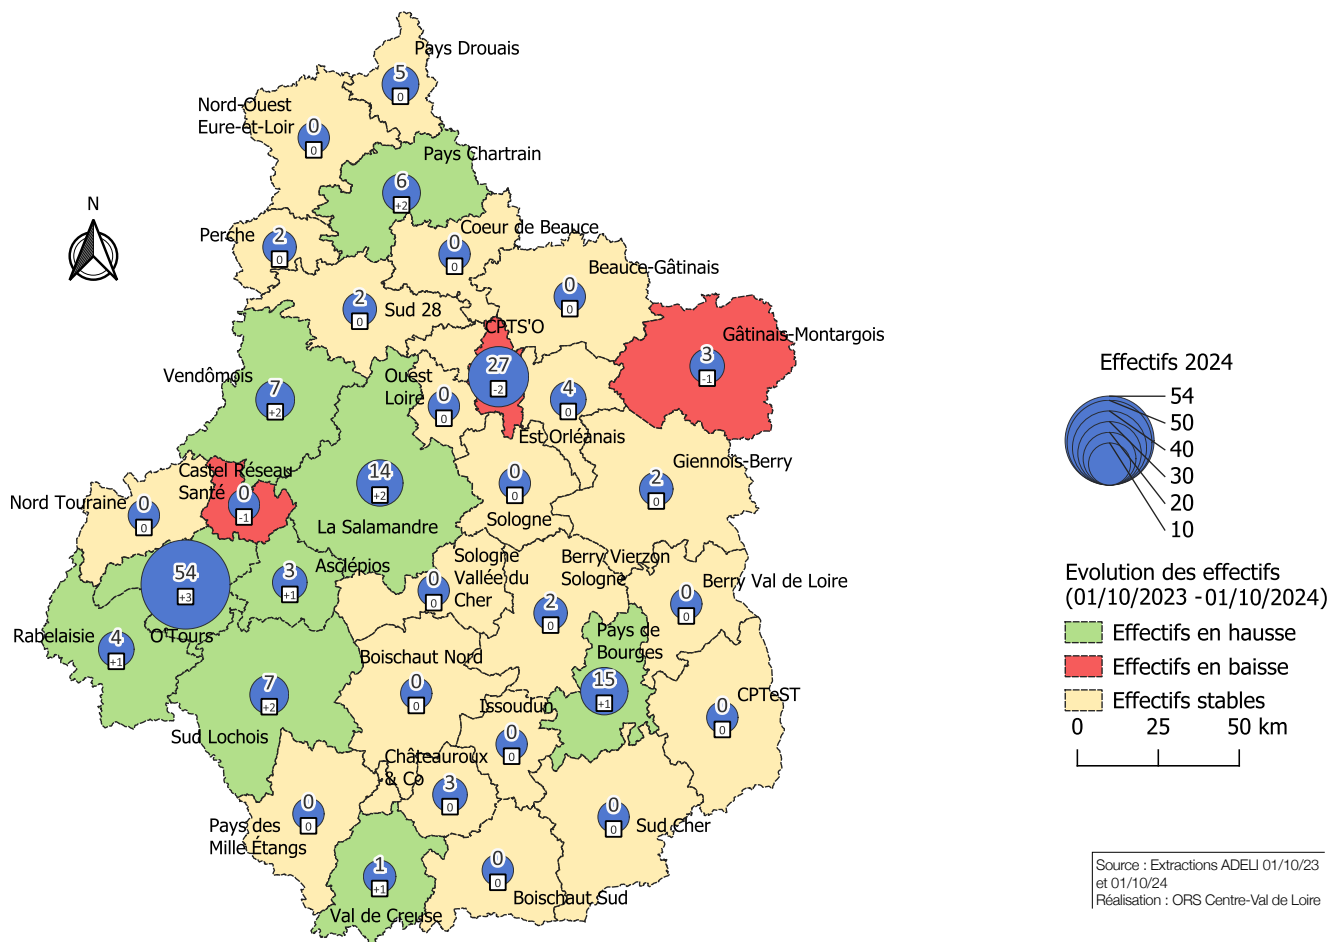 Pays Drouais
5
0
Nord-Ouest
Eure-et-Loir
0
0
Pays Chartrain
6
+2
N
Perche
2
0
Coeur de Beauce
0
0
Beauce-Gâtinais
0
0
2
0
Sud 28
CPTS'O
27
-2
Gâtinais-Montargois
3
-1
Vendômois
7
+2
Ouest
Loire
0
0
4
0
Est Orléanais
Giennois-Berry
2
0
Castel Réseau
Santé
0
-1
14
+2
La Salamandre
0
0
Sologne
Nord Touraine
0
0
54
+3
O'Tours
Asclépios
3
+1
Sologne
Vallée du
Cher
0
0
Berry Vierzon
Sologne
2
0
Berry Val de Loire
0
0
Rabelaisie
4
+1
Pays de
Bourges
15
+1
Boischaut Nord
0
0
7
+2
Sud Lochois
Issoudun
0
0
CPTeST
0
0
Châteauroux
& Co
3
0
0
0
Pays des
Mille Étangs
0
0
Sud Cher
1
+1
Val de Creuse
0
0
Boischaut Sud
Effectifs 2024
54
50
40
30
20
10
Evolution des effectifs
(01/10/2023 -01/10/2024)
Effectifs en hausse
Effectifs en baisse
Effectifs stables
0 25 50 km
Source : Extractions ADELI 01/10/23
et 01/10/24
Réalisation : ORS Centre-Val de Loire